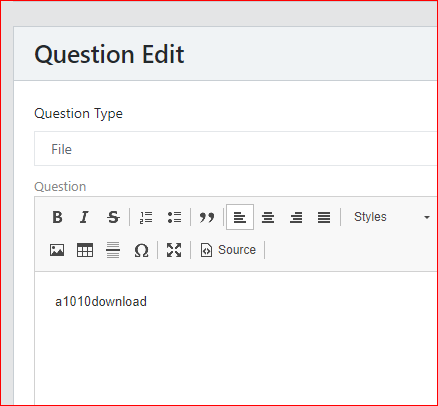 Question Edit
Question Type
File
Question
B I S Styles
Ω Source
a1010download